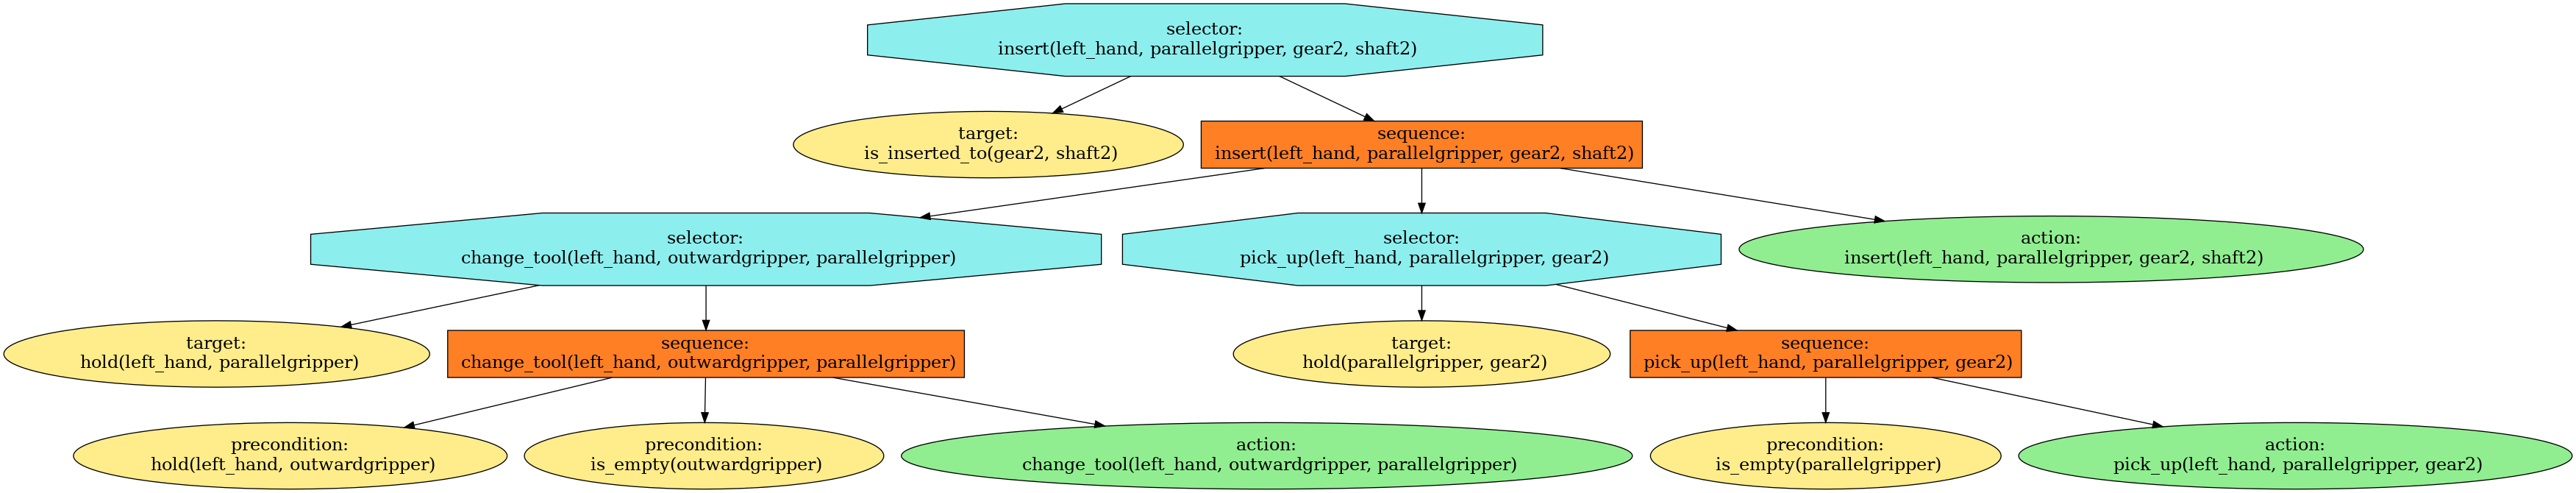 selector:
insert(left_hand, parallelgripper, gear2, shaft2)
target:
is_inserted_to(gear2, shaft2)
sequence:
insert(left_hand, parallelgripper, gear2, shaft2)
selector:
change_tool(left_hand, outwardgripper, parallelgripper)
selector:
pick_up(left_hand, parallelgripper, gear2)
action:
insert(left_hand, parallelgripper, gear2, shaft2)
target:
hold(left_hand, parallelgripper)
sequence:
change_tool(left_hand, outwardgripper, parallelgripper)
target:
hold(parallelgripper, gear2)
sequence:
pick_up(left_hand, parallelgripper, gear2)
precondition:
hold(left_hand, outwardgripper)
precondition:
is_empty(outwardgripper)
action:
change_tool(left_hand, outwardgripper, parallelgripper)
precondition:
is_empty(parallelgripper)
action:
pick_up(left_hand, parallelgripper, gear2)